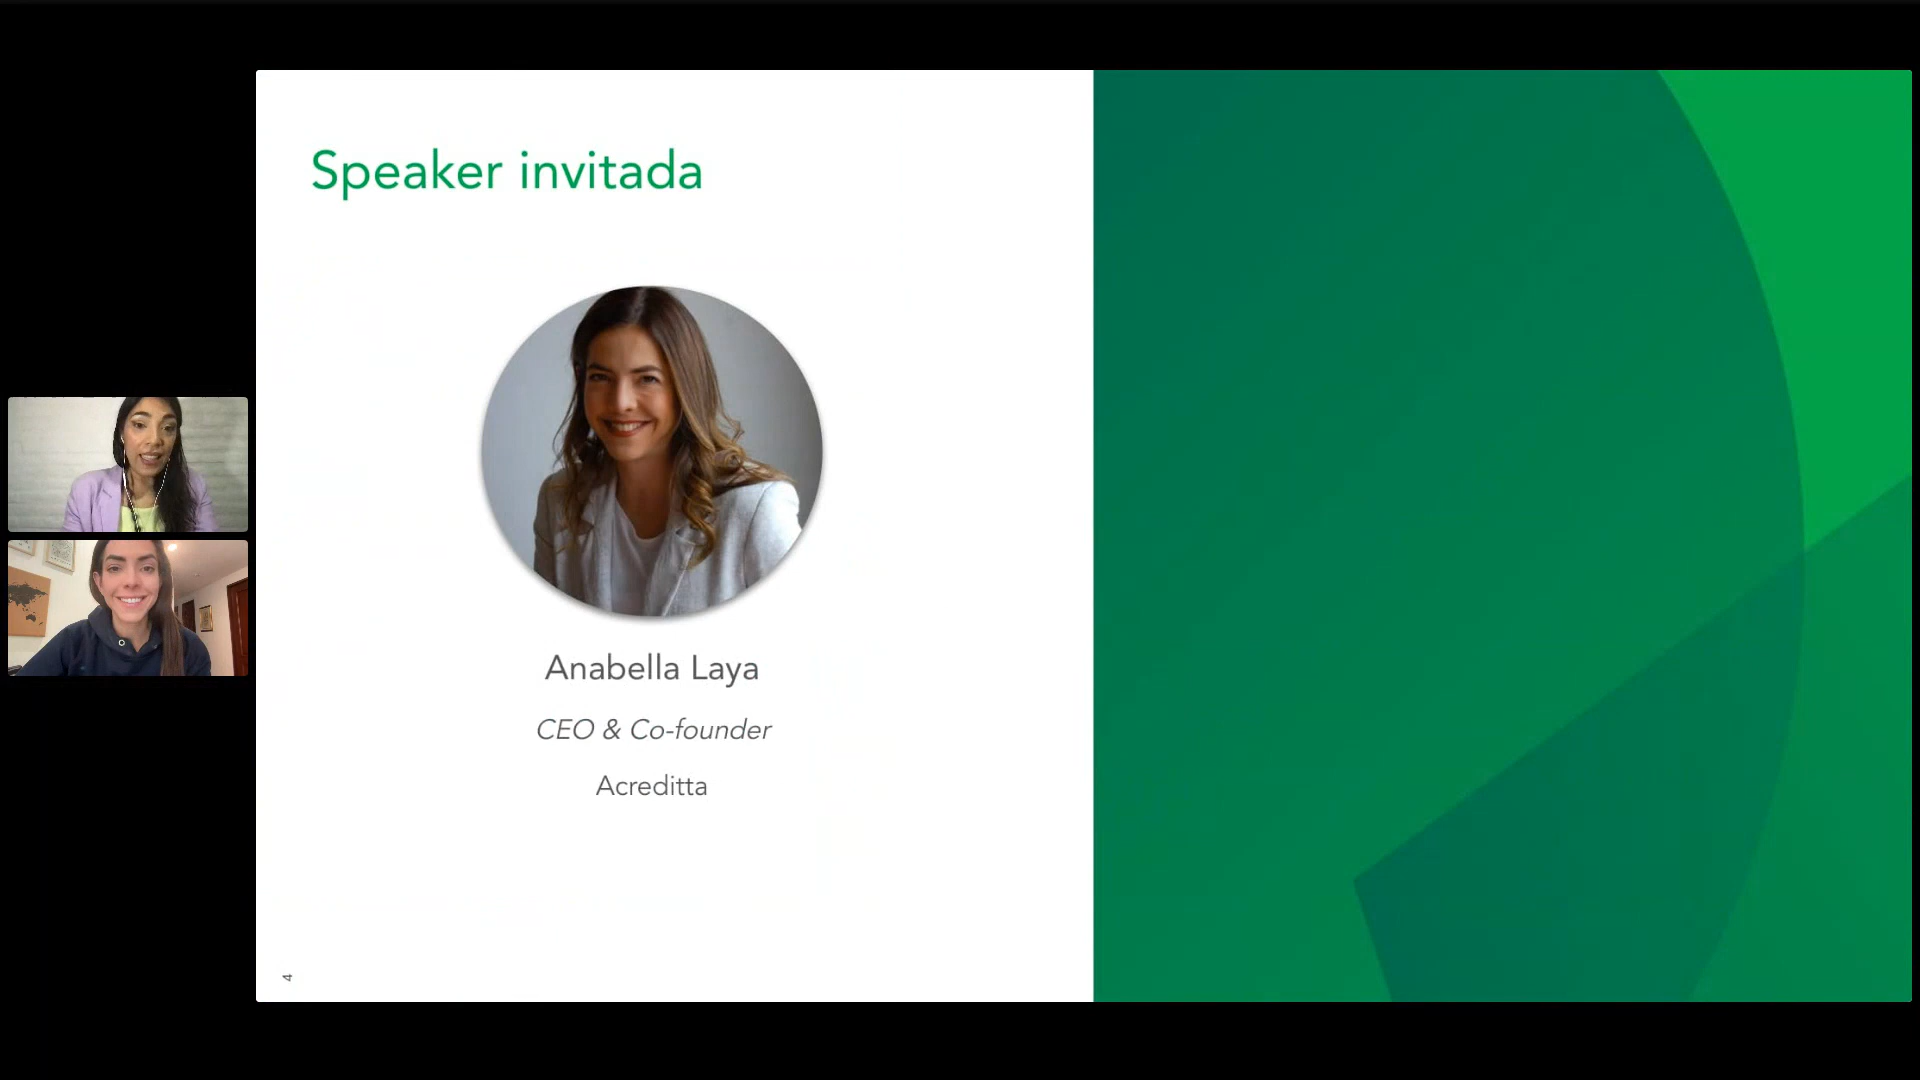 Speaker invitada
Anabella Laya
CEO & Co-founder
Acreditta
4